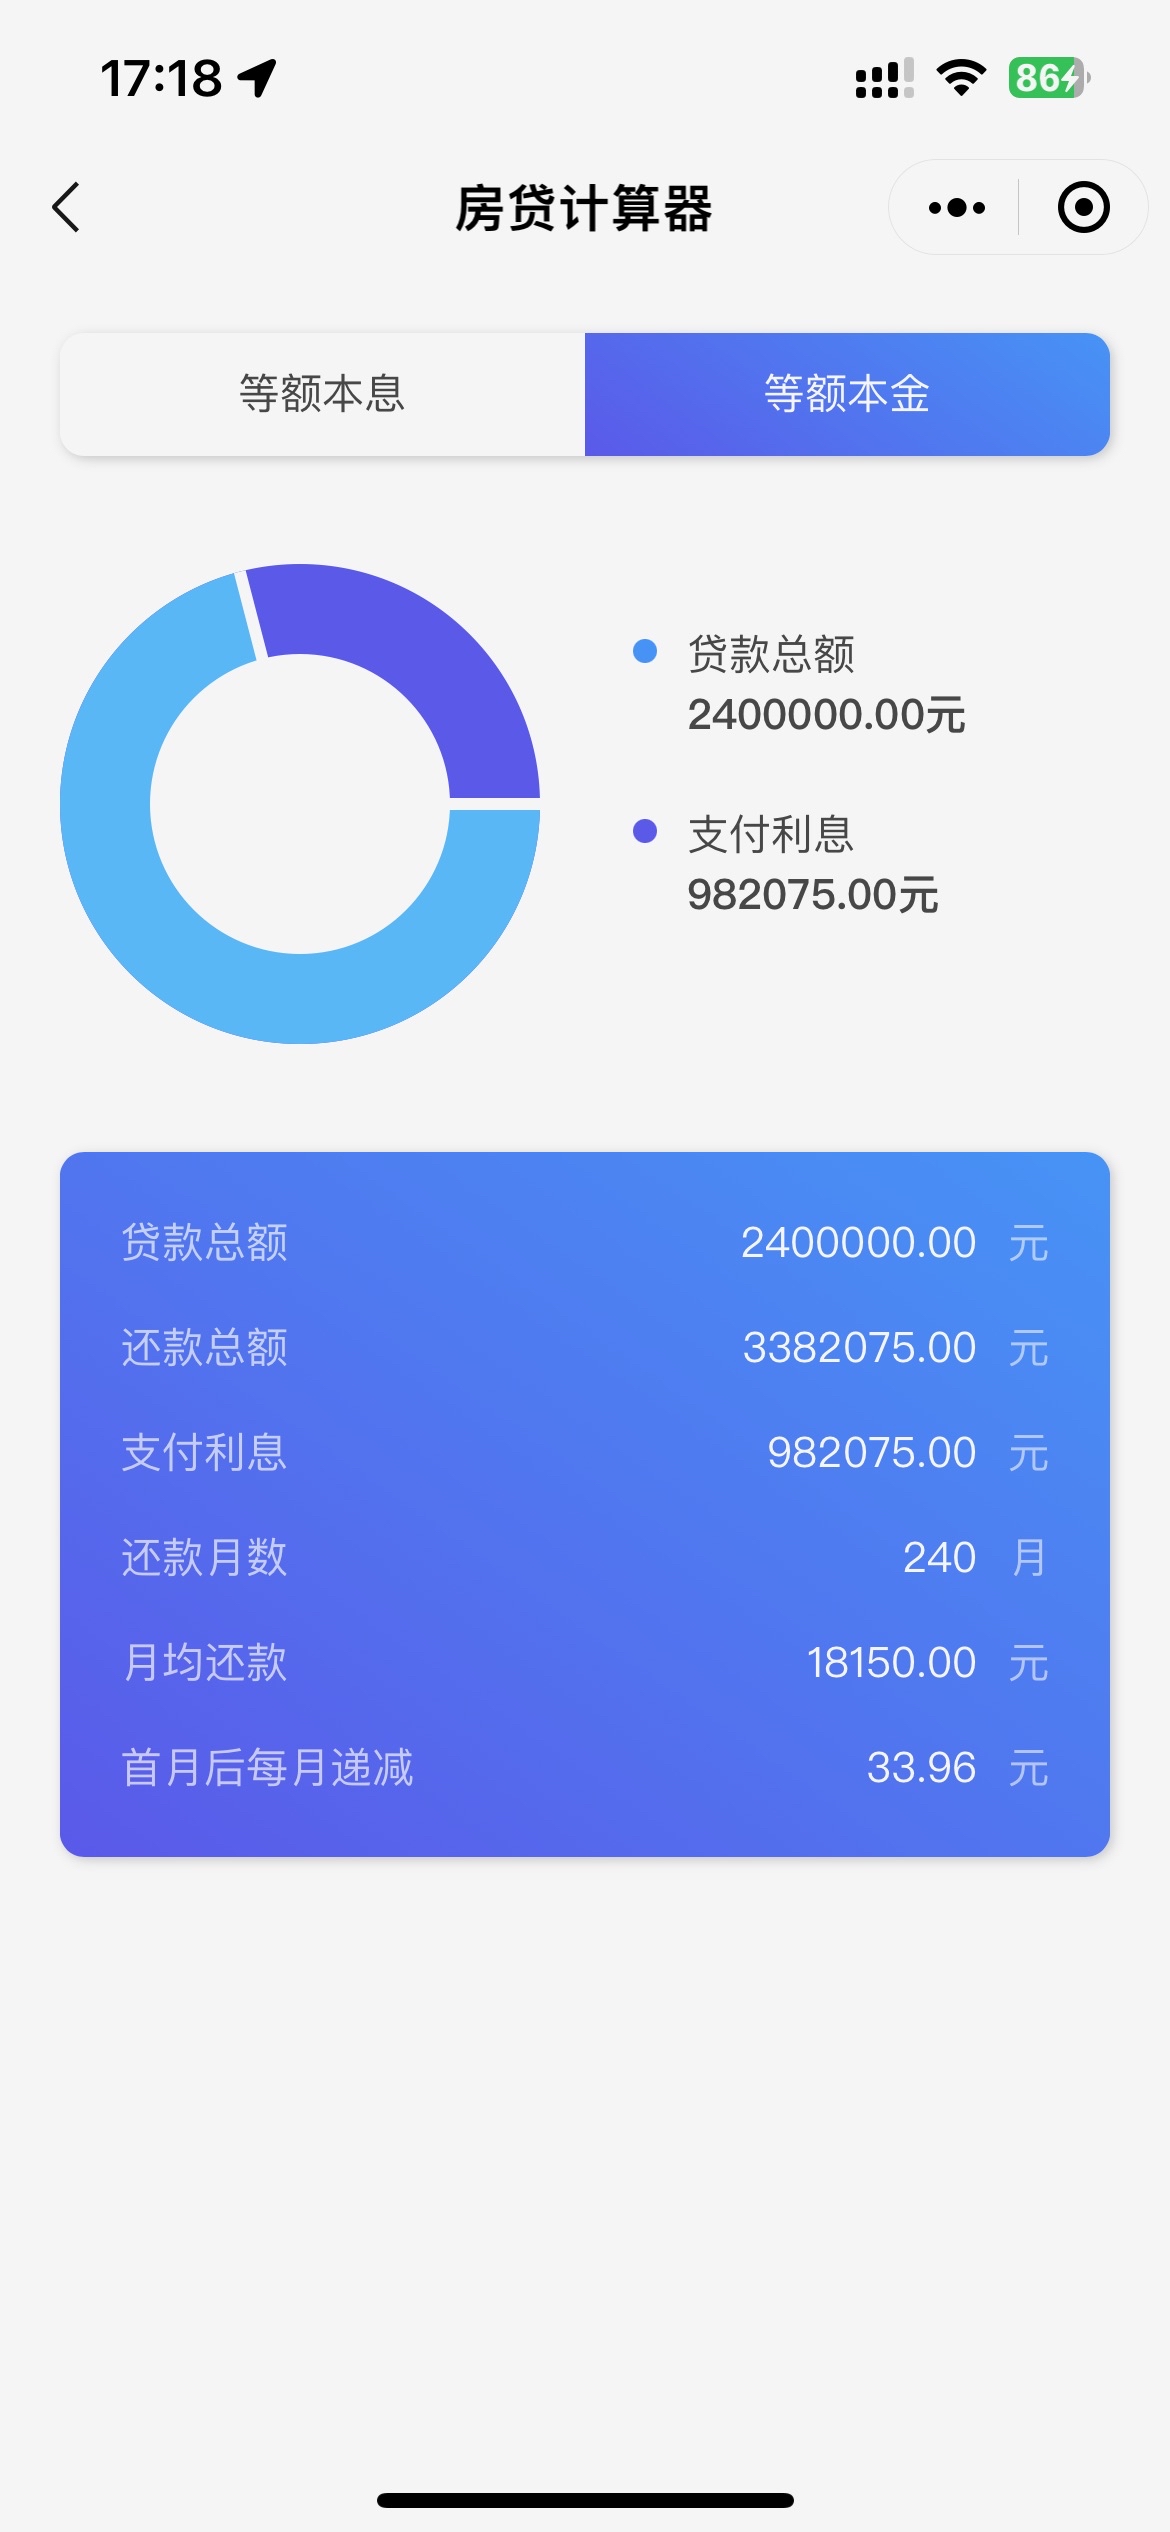 17:18
86
房贷计算器
等额本息
等额本金
贷款总额
2400000.00元
支付利息
982075.00元
贷款总额 2400000.00 元
还款总额 3382075.00 元
支付利息 982075.00 元
还款月数 240 月
月均还款 18150.00 元
首月后每月递减 33.96 元